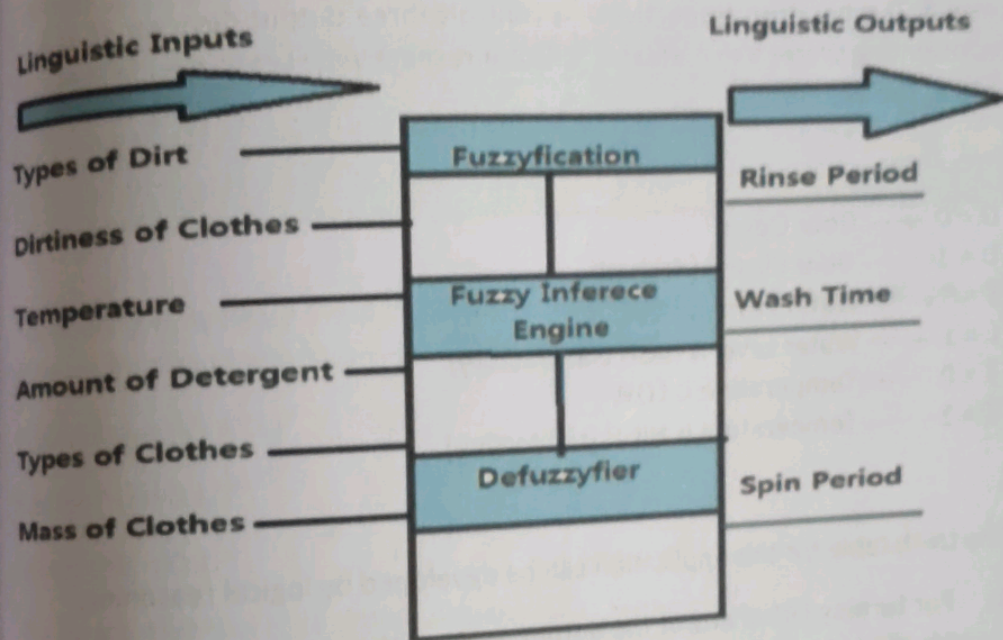 Linguistic Inputs
Linguistic Outputs
Types of Dirt
Dirtiness of Clothes
Temperature
Amount of Detergent
Types of Clothes
Mass of Clothes
Fuzzyfication
Fuzzy Inferece
Engine
Defuzzyfier
Rinse Period
Wash Time
Spin Period